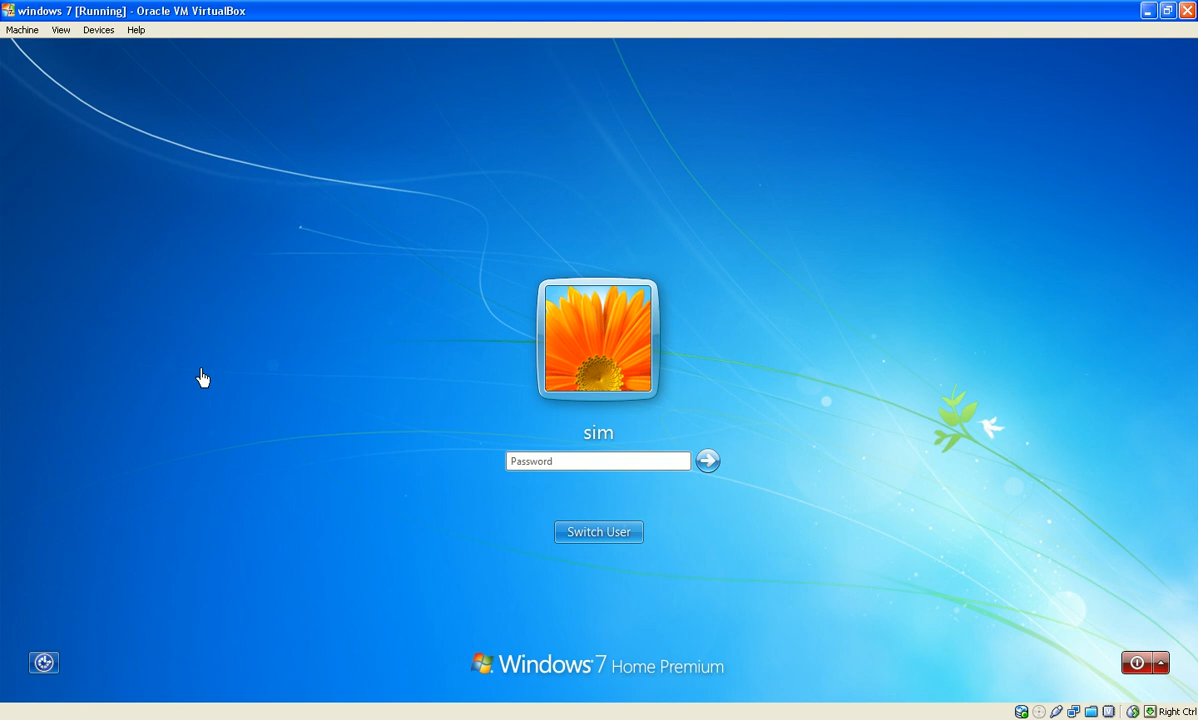 windows 7 [Running] - Oracle VM VirtualBox
Machine View Devices Help
sim
Password
Switch User
Windows 7 Home Premium
Right Ctrl